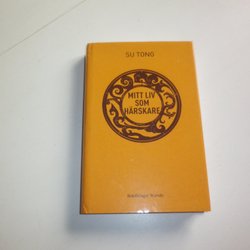 SU TONG
MITT LIV
SOM
HÄRSKARE